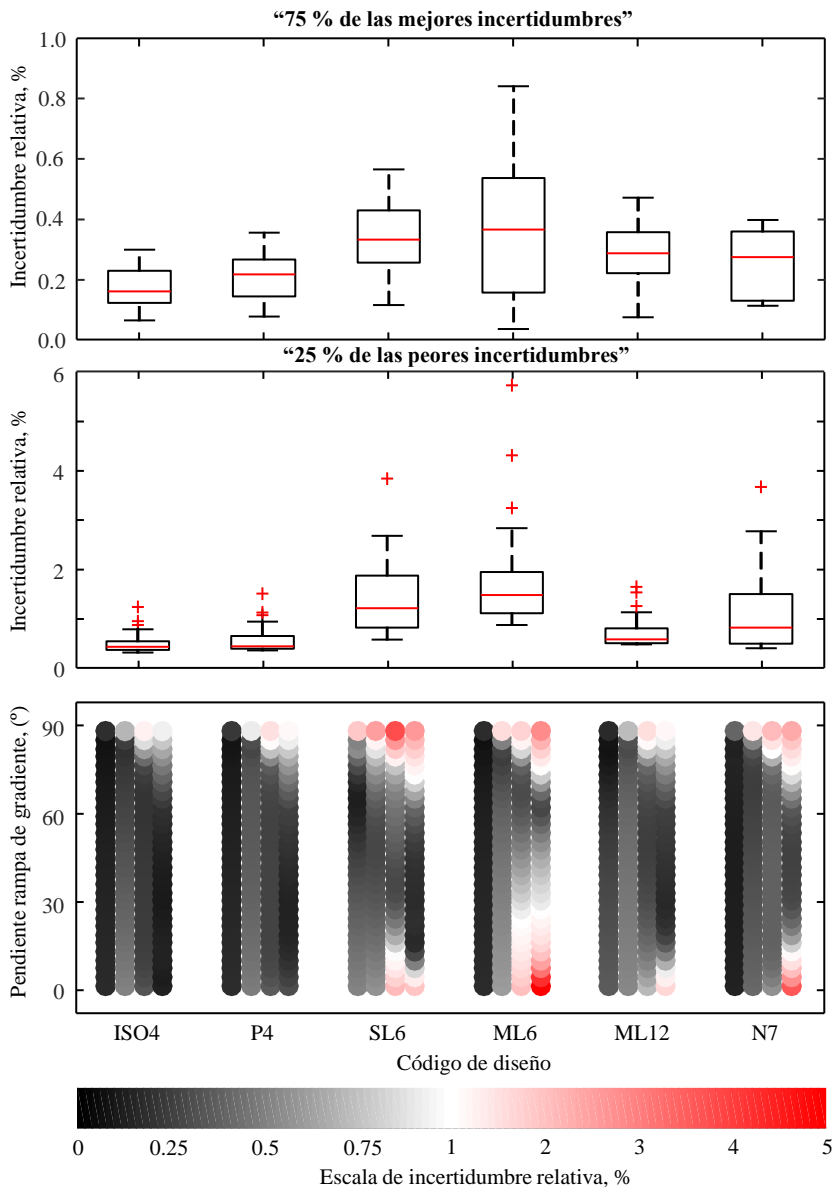 “75 % de las mejores incertidumbres”
Incertidumbre relativa, %
1.0
0.8
0.6
0.4
0.2
0.0
“25 % de las peores incertidumbres”
Incertidumbre relativa, %
6
4
2
0
Pendiente rampa de gradiente, (º)
90
60
30
0
ISO4 P4 SL6 ML6 ML12 N7
Código de diseño
0 0.25 0.5 0.75 1 2 3 4 5
Escala de incertidumbre relativa, %